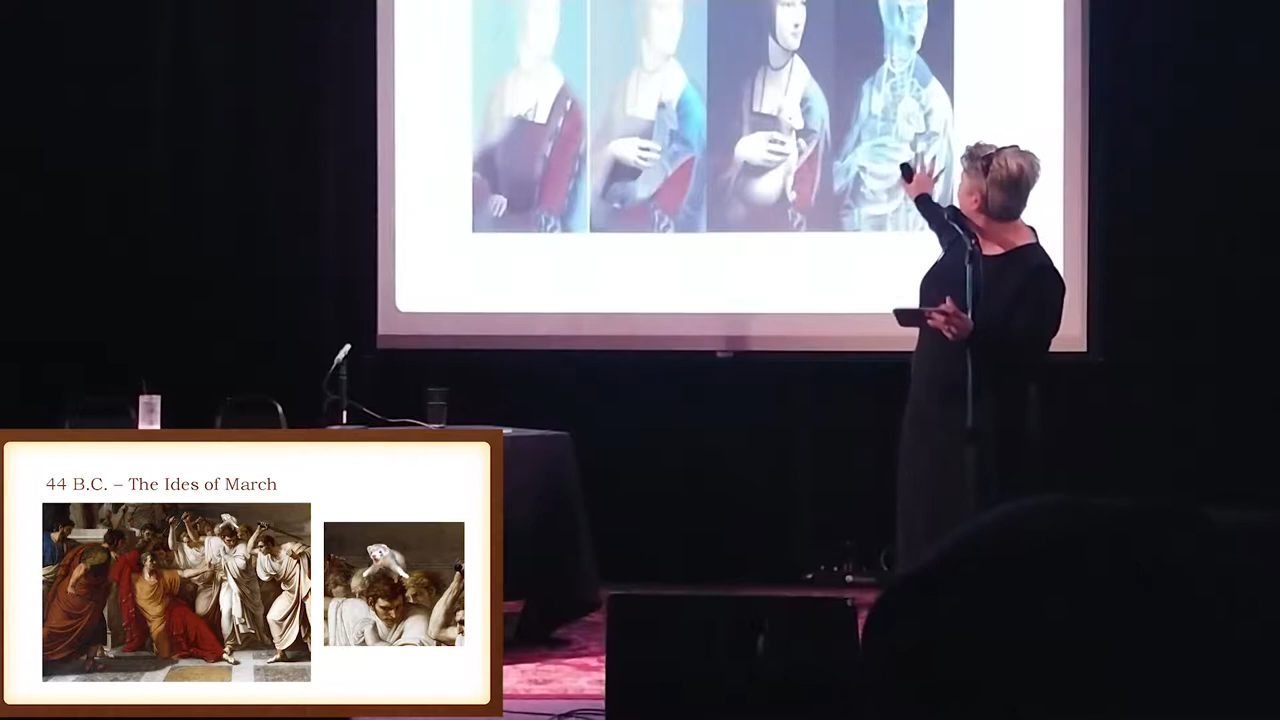 44 B.C. – The Ides of March